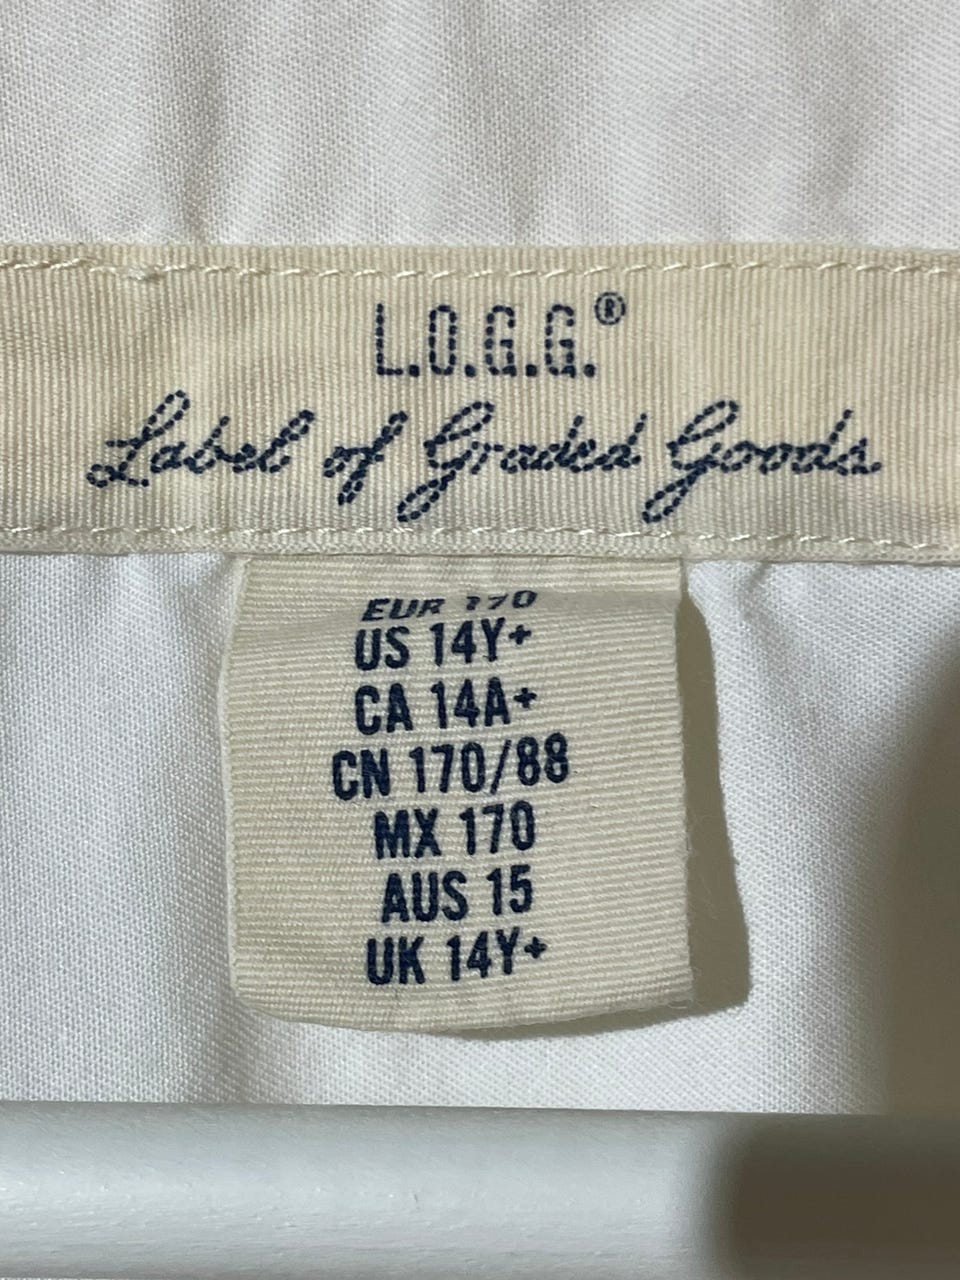 L.O.G.G.®
Label of Graded Goods
EUR 170
US 14Y+
CA 14A+
CN 170/88
MX 170
AUS 15
UK 14Y+